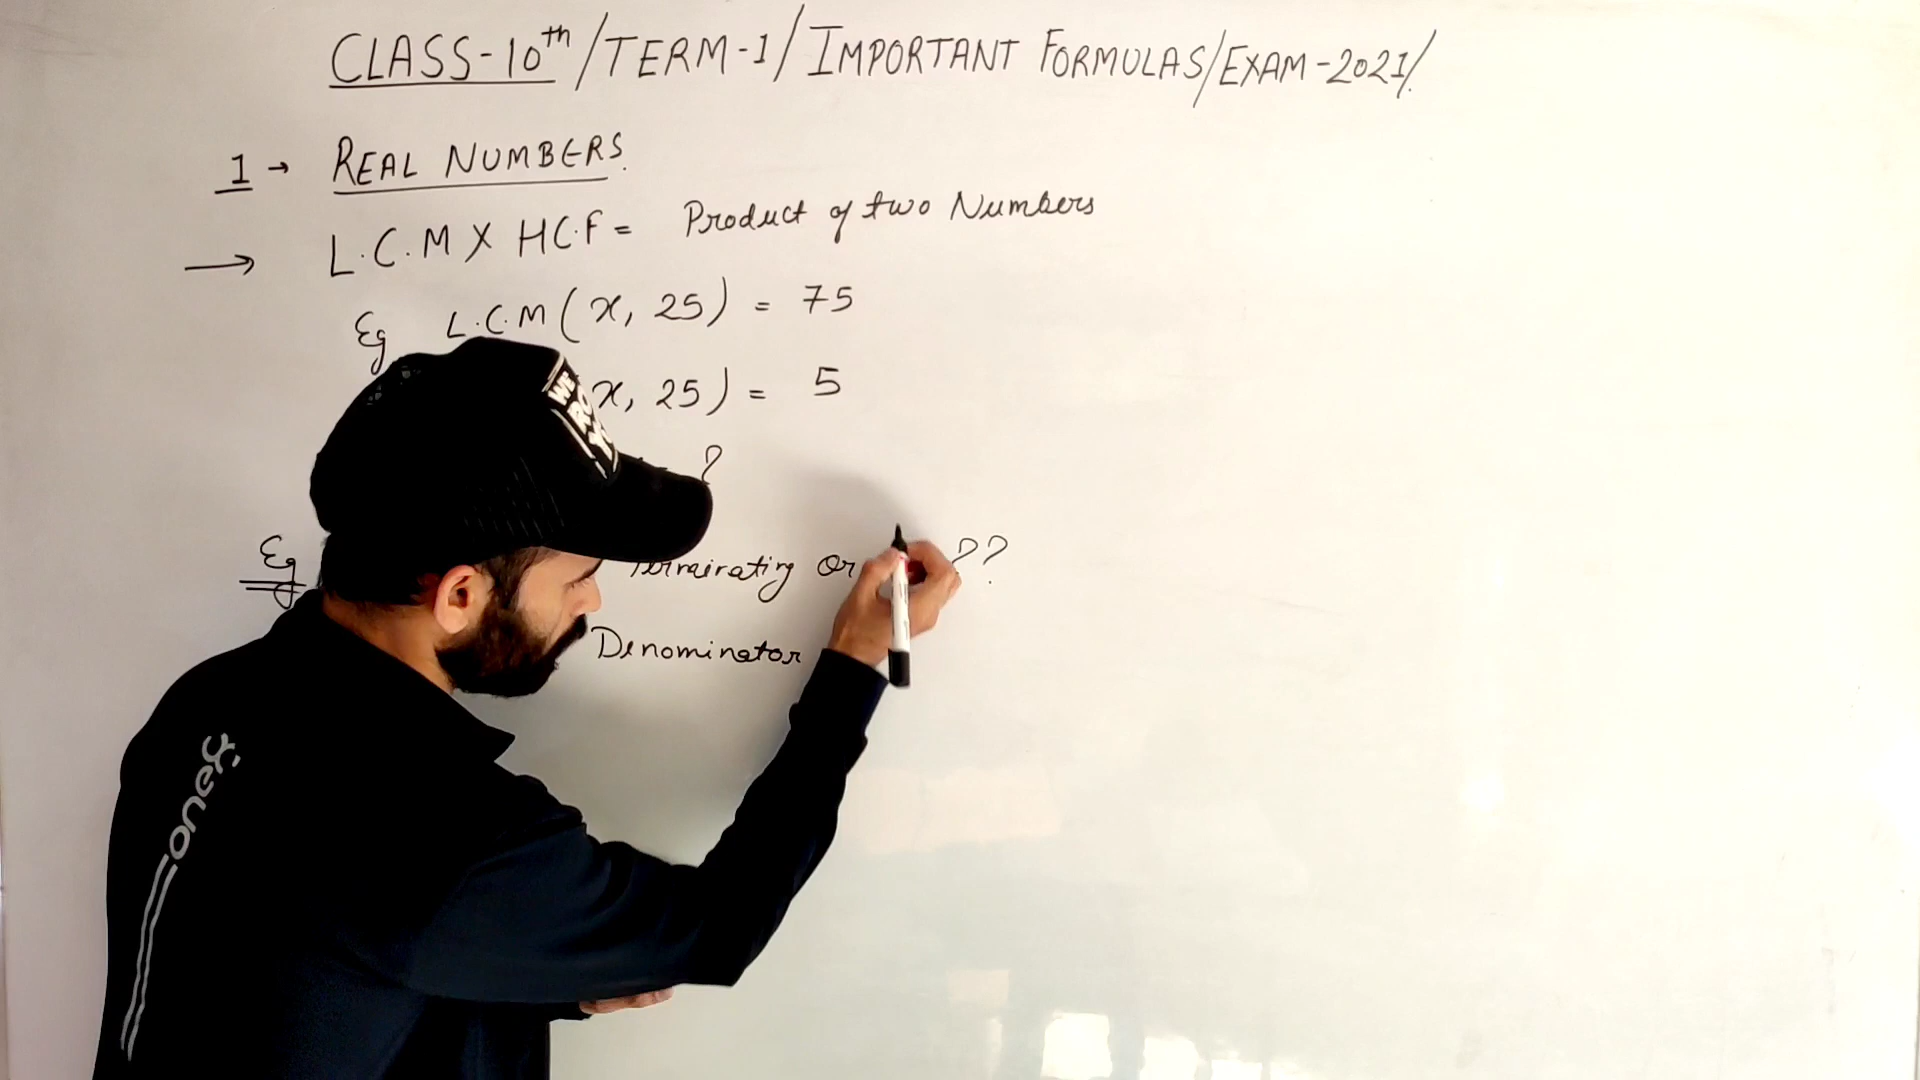 CLASS-10th/TERM-1/IMPORTANT FORMULAS/EXAM-2021/
1→ REAL NUMBERS.
→ L.C.M X HCF = Product of two Numbers
Eg L.C.M (x, 25) = 75
x, 25) = 5
?
Eg Or ??
Denominator
WE